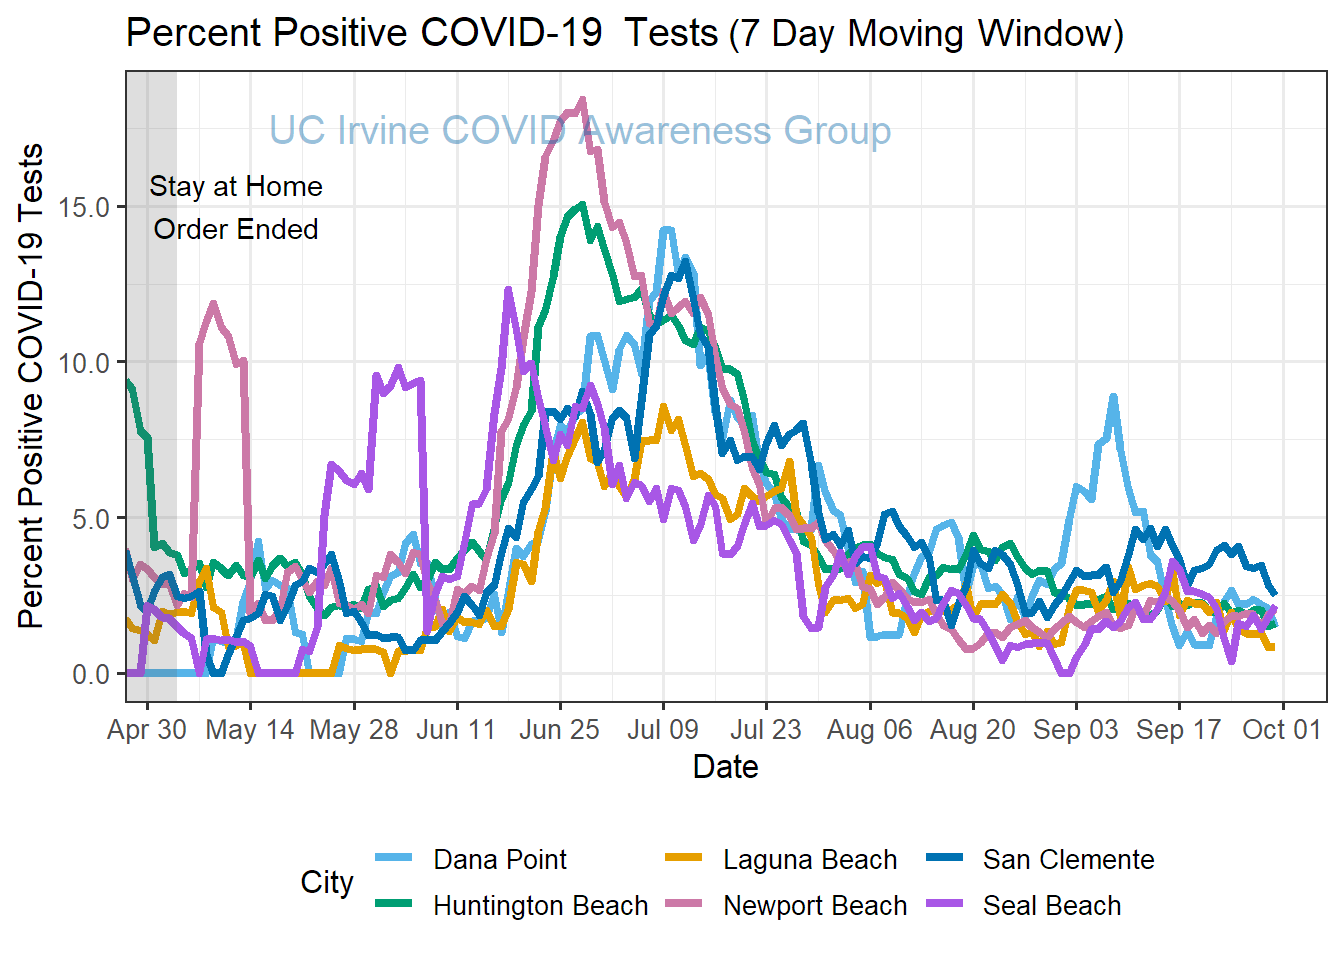 Percent Positive COVID-19  Tests (7 Day Moving Window)
UC Irvine COVID Awareness Group
Stay at Home
Order Ended
Percent Positive COVID-19 Tests
15.0
10.0
5.0
0.0
Apr 30 May 14 May 28 Jun 11 Jun 25 Jul 09 Jul 23 Aug 06 Aug 20 Sep 03 Sep 17 Oct 01
Date
City
Dana Point Laguna Beach San Clemente
Huntington Beach Newport Beach Seal Beach